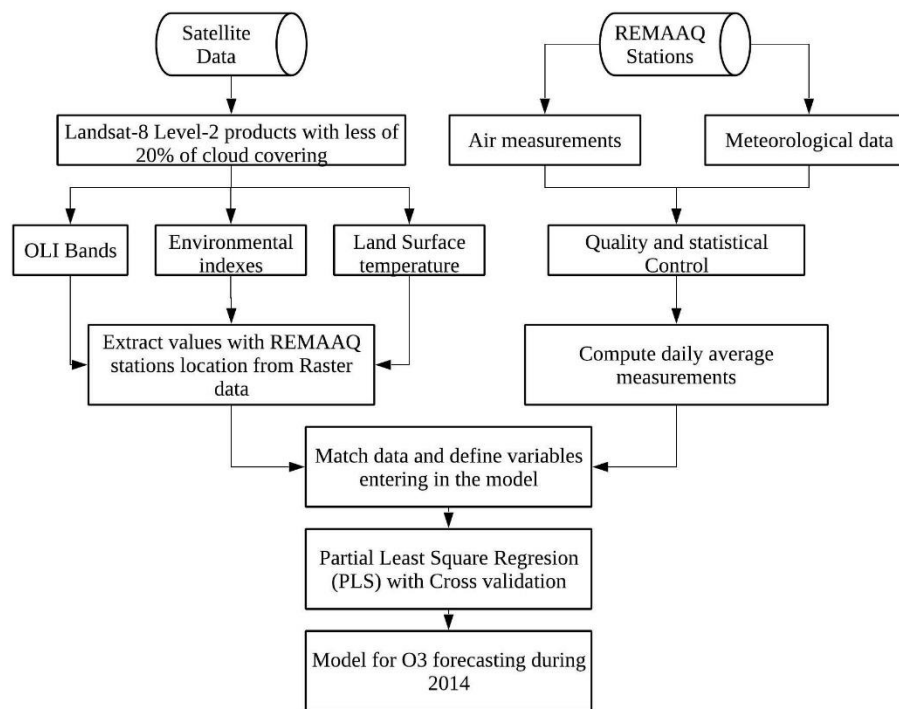 Satellite
Data
REMAAQ
Stations
Landsat-8 Level-2 products with less of
20% of cloud covering
Air measurements
Meteorological data
OLI Bands
Environmental
indexes
Land Surface
temperature
Quality and statistical
Control
Extract values with REMAAQ
stations location from Raster
data
Compute daily average
measurements
Match data and define variables
entering in the model
Partial Least Square Regresion
(PLS) with Cross validation
Model for O3 forecasting during
2014